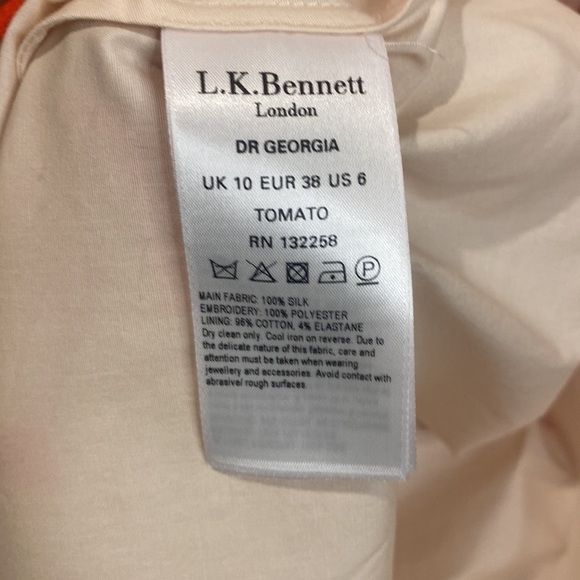 L.K.Bennett
London
DR GEORGIA
UK 10 EUR 38 US 6
TOMATO
RN 132258
P
MAIN FABRIC: 100% SILK
EMBROIDERY: 100% POLYESTER
LINING: 96% COTTON, 4% ELASTANE
Dry clean only. Cool iron on reverse. Due to
the delicate nature of this fabric, care and
attention must be taken when wearing
jewellery and accessories. Avoid contact with
abrasive/ rough surfaces.